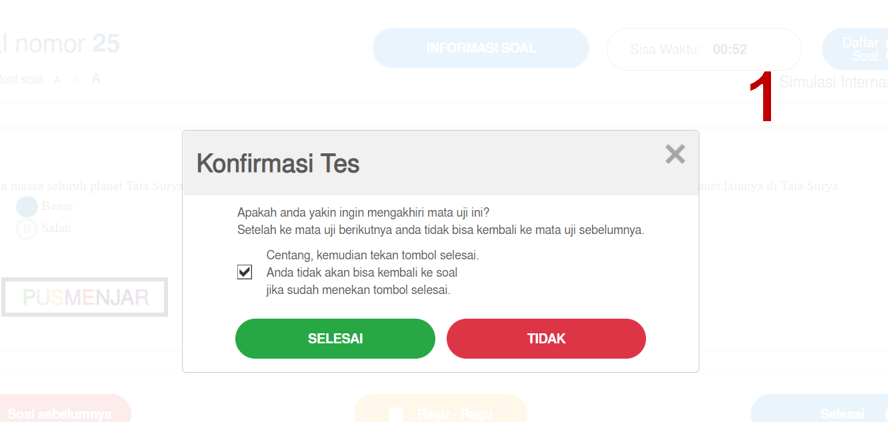 l nomor 25
INFORMASI SOAL
Sisa Waktu: 00:52
Daftar
Soal
font soal: A A A
1
Simulasi Internal
Konfirmasi Tes
a massa seluruh planet Tata Surya
anet lainnya di Tata Surya
Benar
Salah
Apakah anda yakin ingin mengakhiri mata uji ini?
Setelah ke mata uji berikutnya anda tidak bisa kembali ke mata uji sebelumnya.
Centang, kemudian tekan tombol selesai.
Anda tidak akan bisa kembali ke soal
jika sudah menekan tombol selesai.
PUSMENJAR
SELESAI
TIDAK
Soal sebelumnya
Ragu - Ragu
Selesai